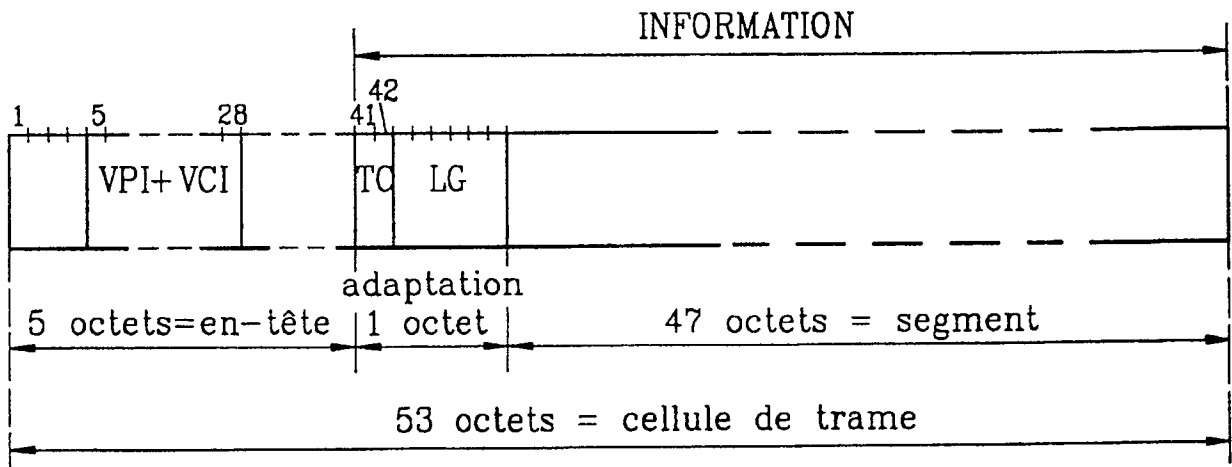 INFORMATION
42
1 5 28 41
VPI+ VCI TC LG
adaptation
5 octets=en-tête 1 octet 47 octets = segment
53 octets = cellule de trame